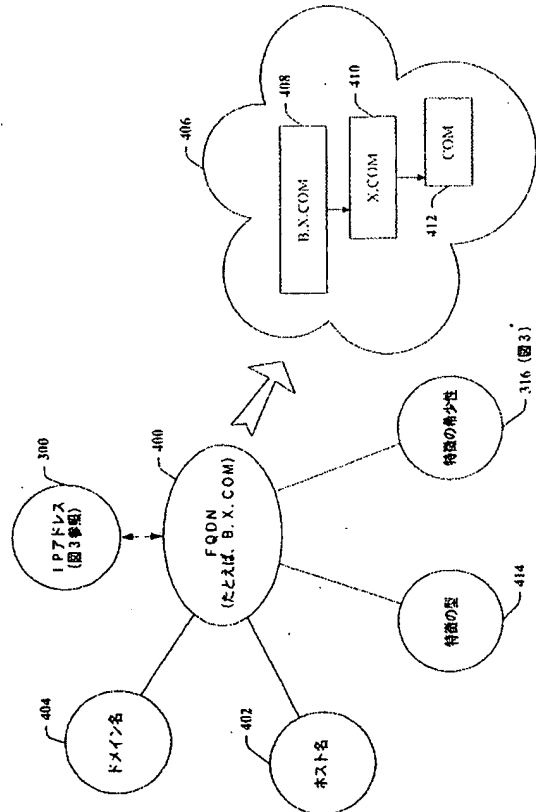 404
ドメイン名
300
IPアドレス
(図3参照)
402
ホスト名
400
FQDN
(たとえば、B.X.COM)
414
特徴の型
316 (図3)
特徴の希少性
406
408
B.X.COM
410
X.COM
412
COM